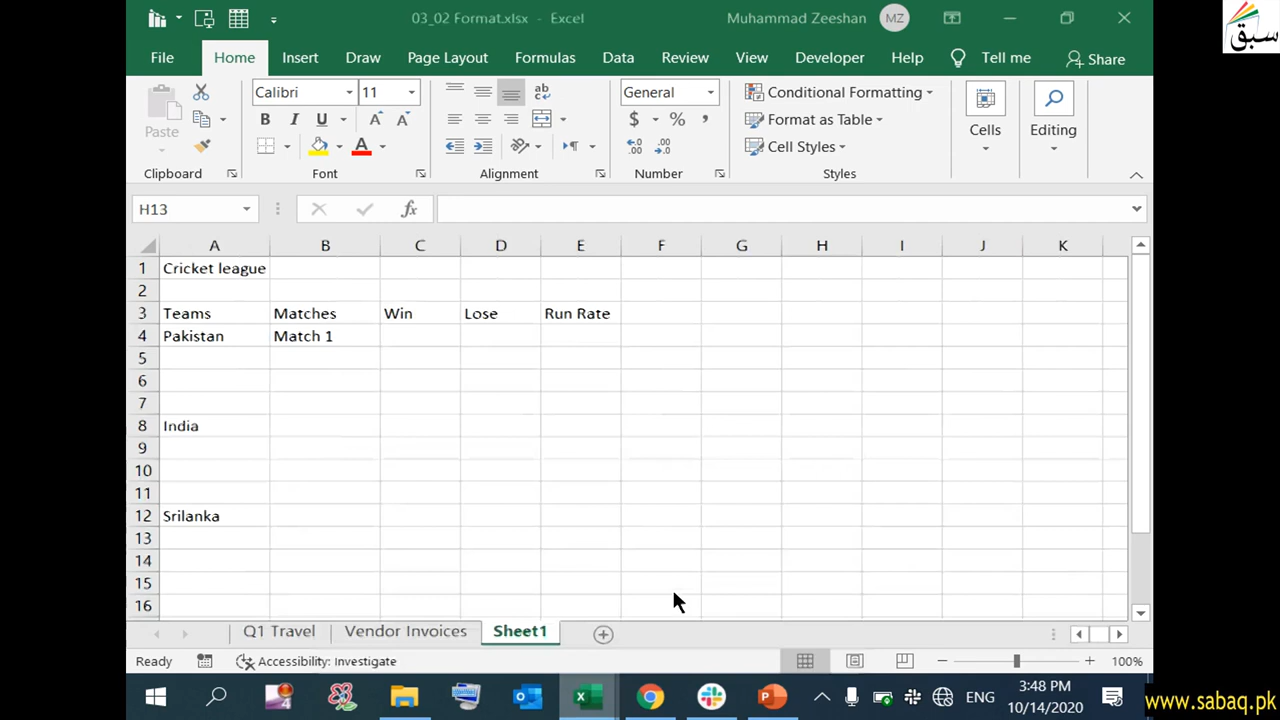 03_02 Format.xlsx - Excel
Muhammad Zeeshan
MZ
سبق
File Home Insert Draw Page Layout Formulas Data Review View Developer Help Tell me Share
Calibri 11
General
Conditional Formatting
Paste
B I U A A
ab
$ % ,
Format as Table
Cells
Editing
A
Cell Styles
Clipboard Font Alignment Number Styles
H13
fx
A B C D E F G H I J K
1 Cricket league
2
3 Teams Matches Win Lose Run Rate
4 Pakistan Match 1
5
6
7
8 India
9
10
11
12 Srilanka
13
14
15
16
Q1 Travel Vendor Invoices Sheet1
Ready Accessibility: Investigate 100%
ENG
3:48 PM
10/14/2020
www.sabaq.pk